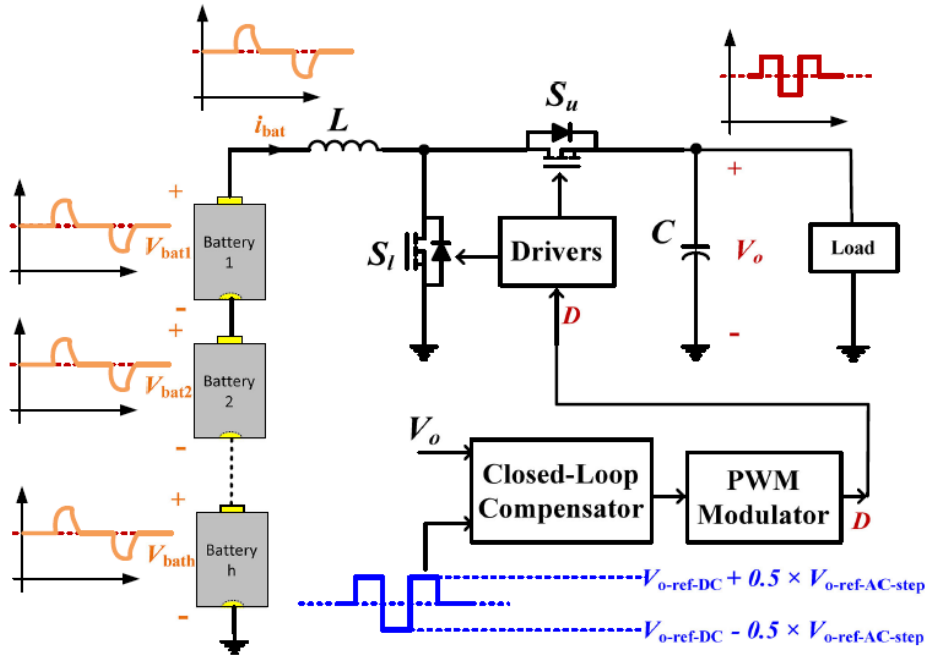 i_bat
L
S_u
+
V_bat1
-
Battery
1
S_l
Drivers
D
C
+
V_o
-
Load
+
V_bat2
-
Battery
2
V_o
Closed-Loop
Compensator
PWM
Modulator
D
+
V_bath
-
Battery
h
V_o-ref-DC + 0.5 × V_o-ref-AC-step
V_o-ref-DC - 0.5 × V_o-ref-AC-step